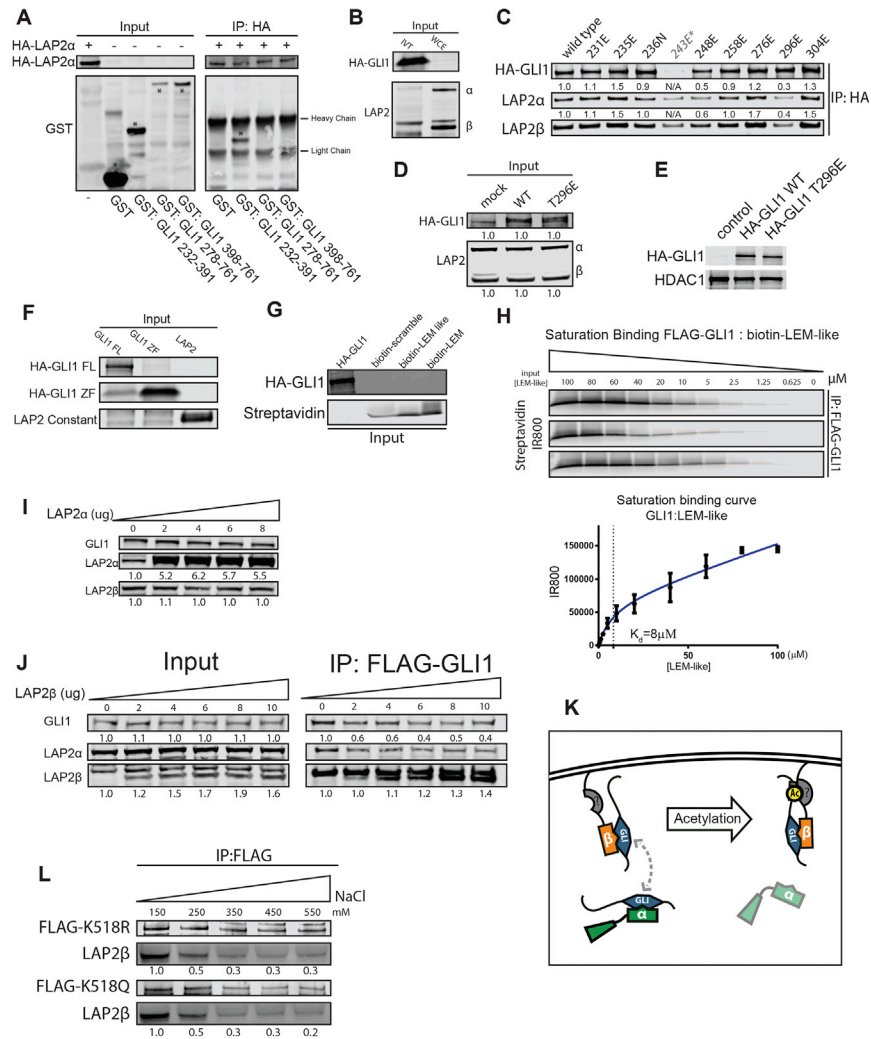 A
Input
IP: HA
HA-LAP2α + - - - - + + + +
HA-LAP2α
GST
*
*
*
*
*
Heavy Chain
Light Chain
-
GST
GST: GLI1 232-391
GST: GLI1 278-761
GST: GLI1 398-761
GST
GST: GLI1 232-391
GST: GLI1 278-761
GST: GLI1 398-761
B
Input
IVT WCE
HA-GLI1
LAP2
α
β
C
wild type 231E 235E 236N 243E* 248E 258E 276E 296E 304E
HA-GLI1
1.0 1.1 1.5 0.9 N/A 0.5 0.9 1.2 0.3 1.3
LAP2α
1.0 1.1 1.5 1.0 N/A 0.6 1.0 1.7 0.4 1.5
LAP2β
IP: HA
D
Input
mock WT T296E
HA-GLI1
1.0 1.0 1.0
LAP2
α
β
1.0 1.0 1.0
E
control HA-GLI1 WT HA-GLI1 T296E
HA-GLI1
HDAC1
F
Input
GLI1 FL GLI1 ZF LAP2
HA-GLI1 FL
HA-GLI1 ZF
LAP2 Constant
G
HA-GLI1 biotin-scramble biotin-LEM like biotin-LEM
HA-GLI1
Streptavidin
Input
H
Saturation Binding FLAG-GLI1 : biotin-LEM-like
input
[LEM-like] 100 80 60 40 20 10 5 2.5 1.25 0.625 0 μM
Streptavidin
IR800
IP: FLAG-GLI1
Saturation binding curve
GLI1:LEM-like
IR800
150000
100000
50000
0
Kd=8μM
0 50 100 (μM)
[LEM-like]
I
LAP2α (ug)
0 2 4 6 8
GLI1
LAP2α
1.0 5.2 6.2 5.7 5.5
LAP2β
1.0 1.1 1.0 1.0 1.0
J
Input
IP: FLAG-GLI1
LAP2β (ug)
0 2 4 6 8 10 0 2 4 6 8 10
GLI1
1.0 1.1 1.0 1.0 1.1 1.0 1.0 0.6 0.6 0.4 0.5 0.4
LAP2α
LAP2β
1.0 1.2 1.5 1.7 1.9 1.6 1.0 1.0 1.1 1.2 1.3 1.4
K
?
β
GLI
Acetylation
Ac
?
GLI
β
GLI
α
α
L
IP:FLAG
NaCl
150 250 350 450 550 mM
FLAG-K518R
LAP2β
1.0 0.5 0.3 0.3 0.3
FLAG-K518Q
LAP2β
1.0 0.5 0.3 0.3 0.2